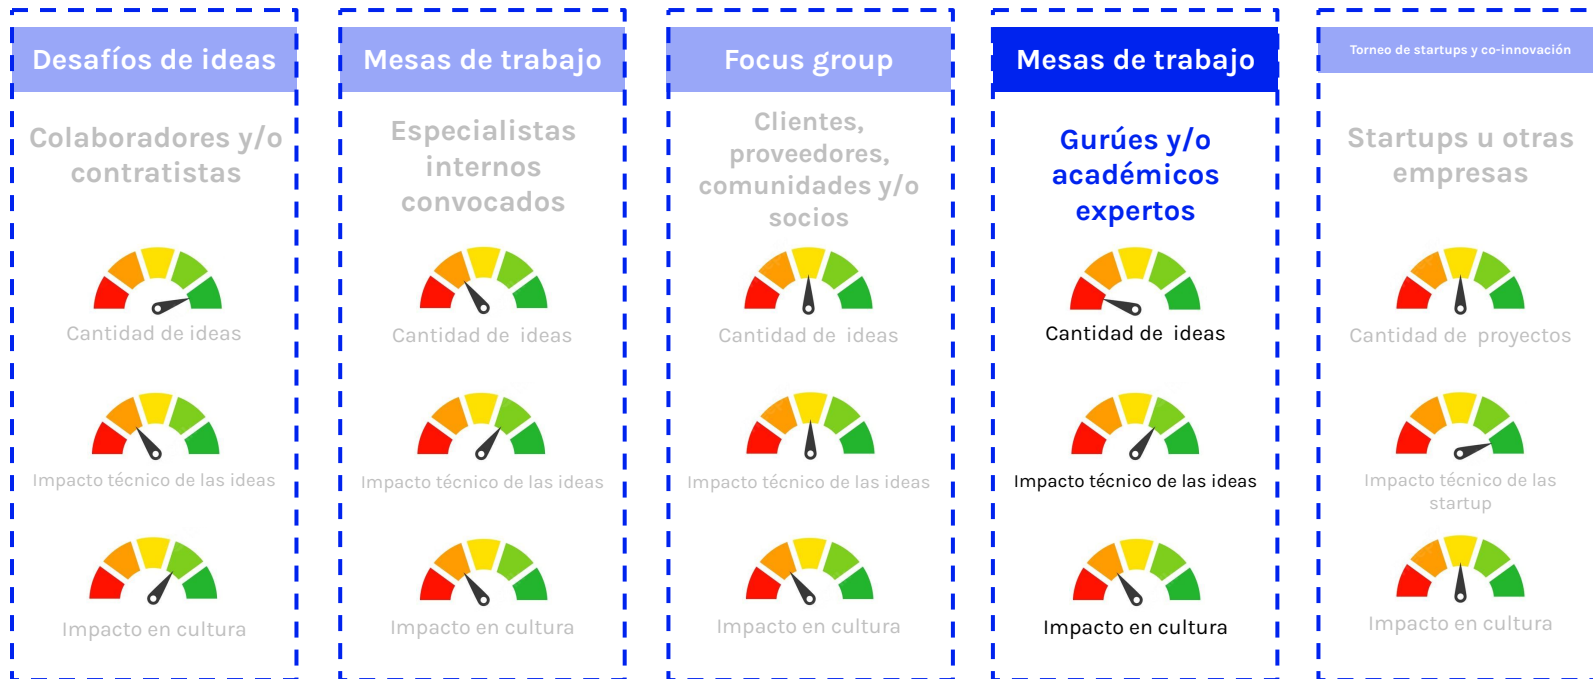 Desafíos de ideas
Colaboradores y/o
contratistas
Cantidad de ideas
Impacto técnico de las ideas
Impacto en cultura
Mesas de trabajo
Especialistas
internos
convocados
Cantidad de ideas
Impacto técnico de las ideas
Impacto en cultura
Focus group
Clientes,
proveedores,
comunidades y/o
socios
Cantidad de ideas
Impacto técnico de las ideas
Impacto en cultura
Mesas de trabajo
Gurúes y/o
académicos
expertos
Cantidad de ideas
Impacto técnico de las ideas
Impacto en cultura
Torneo de startups y co-innovación
Startups u otras
empresas
Cantidad de proyectos
Impacto técnico de las
startup
Impacto en cultura